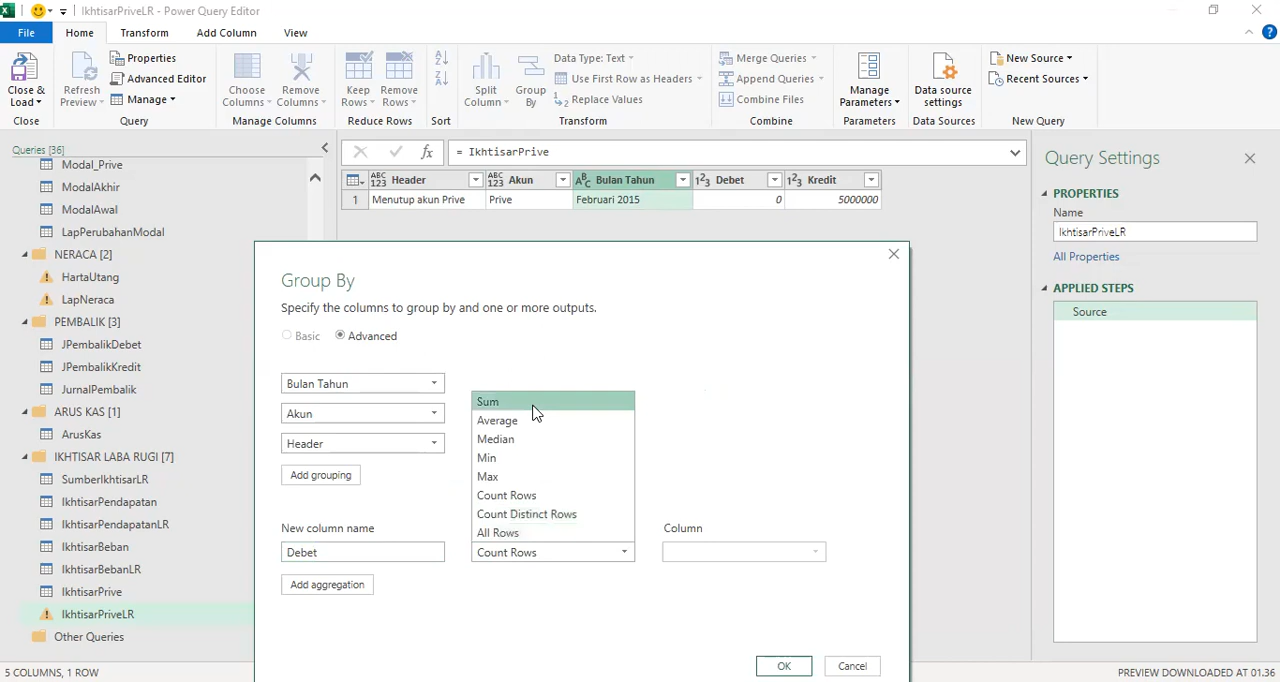 IkhtisarPriveLR - Power Query Editor
File
Home
Transform
Add Column
View
Close & Load
Close
Refresh Preview
Properties
Advanced Editor
Manage
Query
Choose Columns
Remove Columns
Manage Columns
Keep Rows
Remove Rows
Reduce Rows
Sort
Split Column
Group By
Data Type: Text
Use First Row as Headers
Replace Values
Transform
Merge Queries
Append Queries
Combine Files
Combine
Manage Parameters
Parameters
Data source settings
Data Sources
New Source
Recent Sources
New Query
Queries [36]
Modal_Prive
ModalAkhir
ModalAwal
LapPerubahanModal
NERACA [2]
HartaUtang
LapNeraca
PEMBALIK [3]
JPembalikDebet
JPembalikKredit
JurnalPembalik
ARUS KAS [1]
ArusKas
IKHTISAR LABA RUGI [7]
SumberIkhtisarLR
IkhtisarPendapatan
IkhtisarPendapatanLR
IkhtisarBeban
IkhtisarBebanLR
IkhtisarPrive
IkhtisarPriveLR
Other Queries
fx = IkhtisarPrive
ABC 123 Header ABC 123 Akun ABC Bulan Tahun 123 Debet 123 Kredit
1 Menutup akun Prive Prive Februari 2015 0 5000000
Group By
Specify the columns to group by and one or more outputs.
Basic Advanced
Bulan Tahun
Akun
Header
Add grouping
Sum
Average
Median
Min
Max
Count Rows
Count Distinct Rows
All Rows
New column name
Column
Debet
Count Rows
Add aggregation
OK Cancel
Query Settings
PROPERTIES
Name
IkhtisarPriveLR
All Properties
APPLIED STEPS
Source
5 COLUMNS, 1 ROW
PREVIEW DOWNLOADED AT 01.36